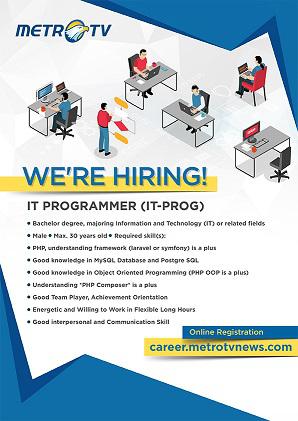 METRO TV
WE'RE HIRING!
IT PROGRAMMER (IT-PROG)
• Bachelor degree, majoring Information and Technology (IT) or related fields
• Male • Max. 30 years old • Required skill(s):
• PHP, understanding framework (laravel or symfony) is a plus
• Good knowledge in MySQL Database and Postgre SQL
• Good knowledge in Object Oriented Programming (PHP OOP is a plus)
• Understanding "PHP Composer" is a plus
• Good Team Player, Achievement Orientation
• Energetic and Willing to Work in Flexible Long Hours
• Good interpersonal and Communication Skill
Online Registration
career.metrotvnews.com